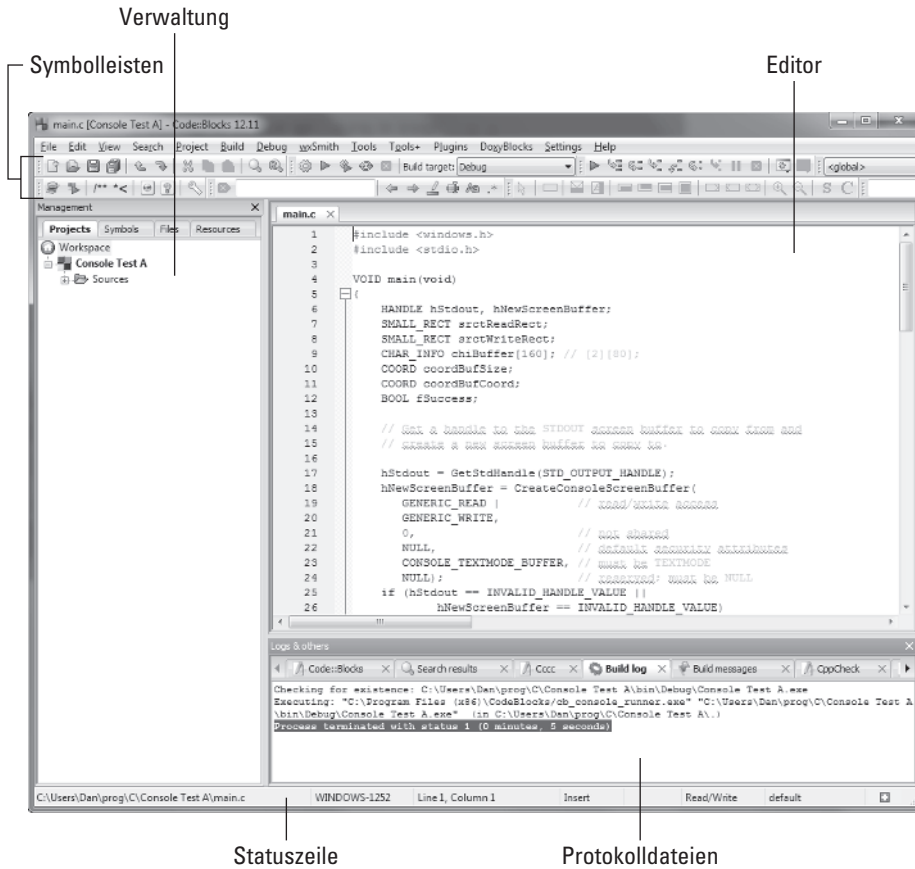 Verwaltung
Symbolleisten
Editor
main.c [Console Test A] - Code::Blocks 12.11
File Edit View Search Project Build Debug wxSmith Tools Tools+ Plugins DoxyBlocks Settings Help
Build target: Debug <global>
/** *< S C
Management
Projects Symbols Files Resources
Workspace
Console Test A
Sources
main.c
1 #include <windows.h>
2 #include <stdio.h>
3
4 VOID main(void)
5 {
6 HANDLE hStdout, hNewScreenBuffer;
7 SMALL_RECT srctReadRect;
8 SMALL_RECT srctWriteRect;
9 CHAR_INFO chiBuffer[160]; // [2][80];
10 COORD coordBufSize;
11 COORD coordBufCoord;
12 BOOL fSuccess;
13
14 // Get a handle to the STDOUT screen buffer to copy from and
15 // create a new screen buffer to copy to.
16
17 hStdout = GetStdHandle(STD_OUTPUT_HANDLE);
18 hNewScreenBuffer = CreateConsoleScreenBuffer(
19 GENERIC_READ | // read/write access
20 GENERIC_WRITE,
21 0, // not shared
22 NULL, // default security attributes
23 CONSOLE_TEXTMODE_BUFFER, // must be TEXTMODE
24 NULL); // reserved; must be NULL
25 if (hStdout == INVALID_HANDLE_VALUE ||
26 hNewScreenBuffer == INVALID_HANDLE_VALUE)
Logs & others
Code::Blocks Search results Cccc Build log Build messages CppCheck
Checking for existence: C:\Users\Dan\prog\C\Console Test A\bin\Debug\Console Test A.exe
Executing: "C:\Program Files (x86)\CodeBlocks/cb_console_runner.exe" "C:\Users\Dan\prog\C\Console Test A
\bin\Debug\Console Test A.exe" (in C:\Users\Dan\prog\C\Console Test A\.)
Process terminated with status 1 (0 minutes, 5 seconds)
C:\Users\Dan\prog\C\Console Test A\main.c WINDOWS-1252 Line 1, Column 1 Insert Read/Write default
Statuszeile
Protokolldateien